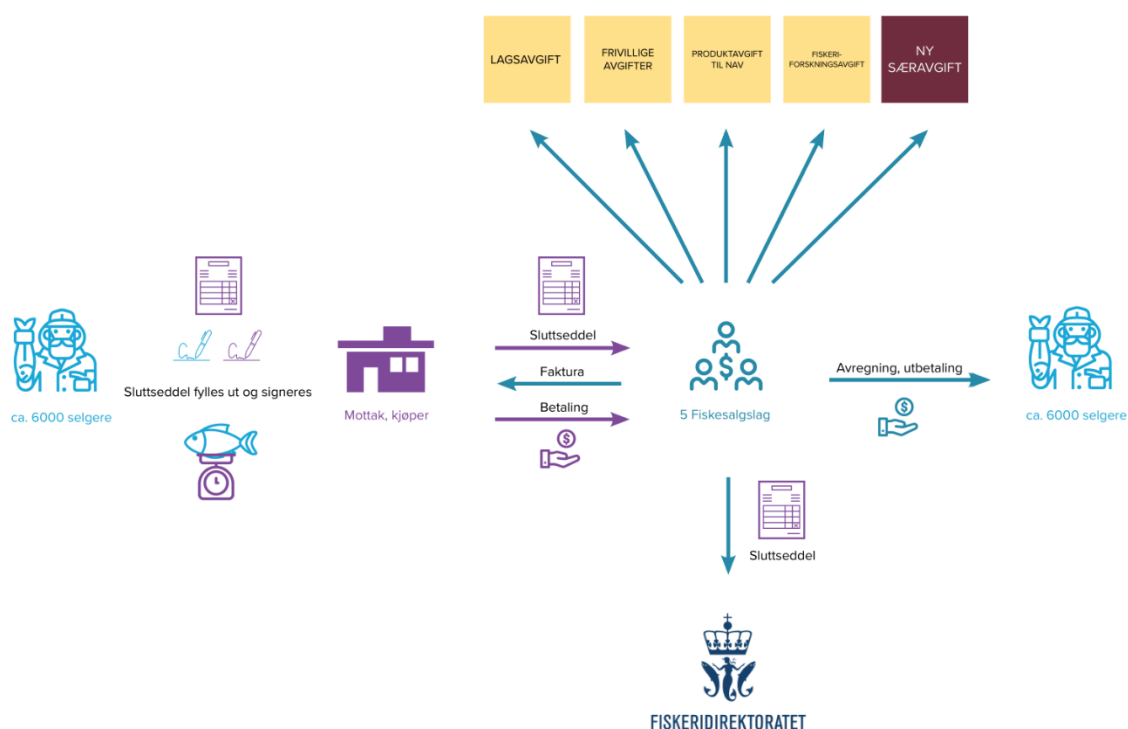 LAGSAVGIFT
FRIVILLIGE
AVGIFTER
PRODUKTAVGIFT
TIL NAV
FISKERI-
FORSKNINGSAVGIFT
NY
SÆRAVGIFT
ca. 6000 selgere
Sluttseddel fylles ut og signeres
Mottak, kjøper
Sluttseddel
Faktura
Betaling
5 Fiskesalgslag
Avregning, utbetaling
ca. 6000 selgere
Sluttseddel
FISKERIDIREKTORATET